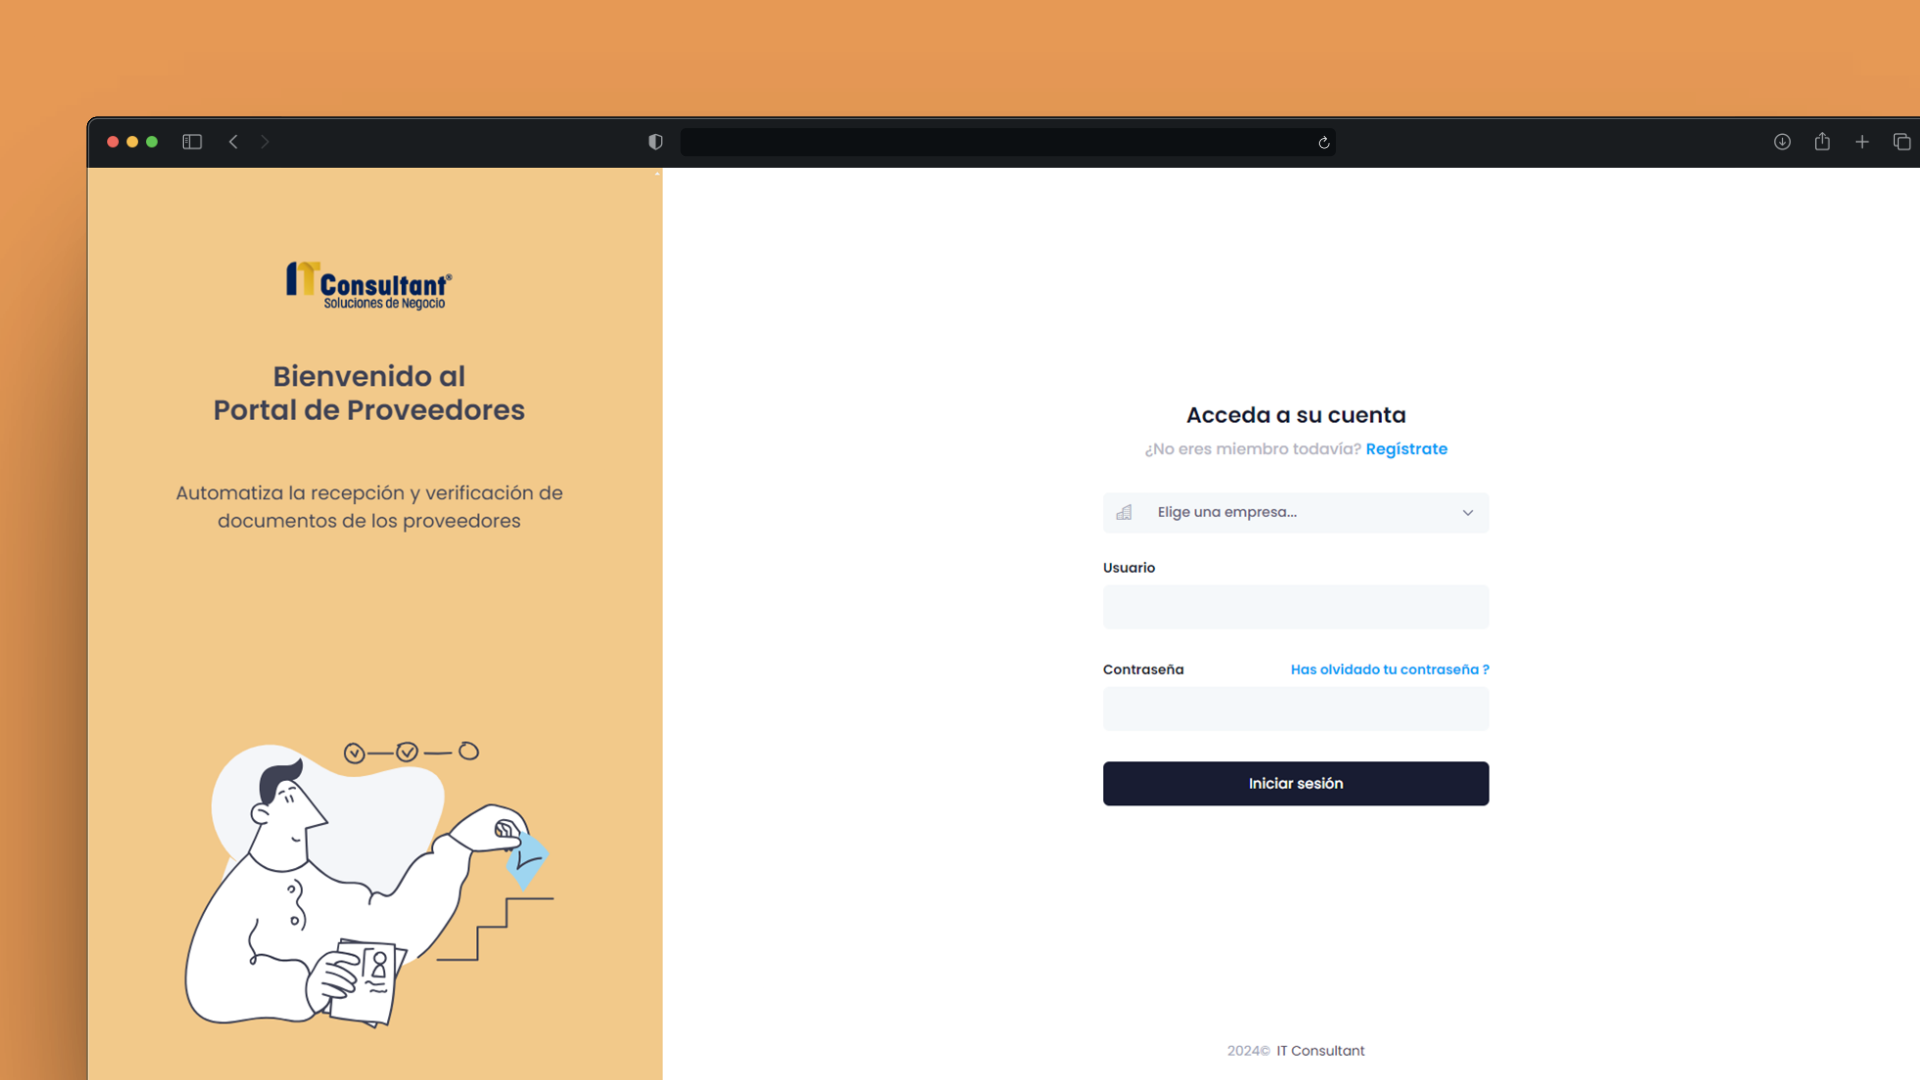 IT Consultant®
Soluciones de Negocio
Bienvenido al
Portal de Proveedores
Automatiza la recepción y verificación de
documentos de los proveedores
Acceda a su cuenta
¿No eres miembro todavía? Regístrate
Elige una empresa...
Usuario
Contraseña Has olvidado tu contraseña ?
Iniciar sesión
2024© IT Consultant